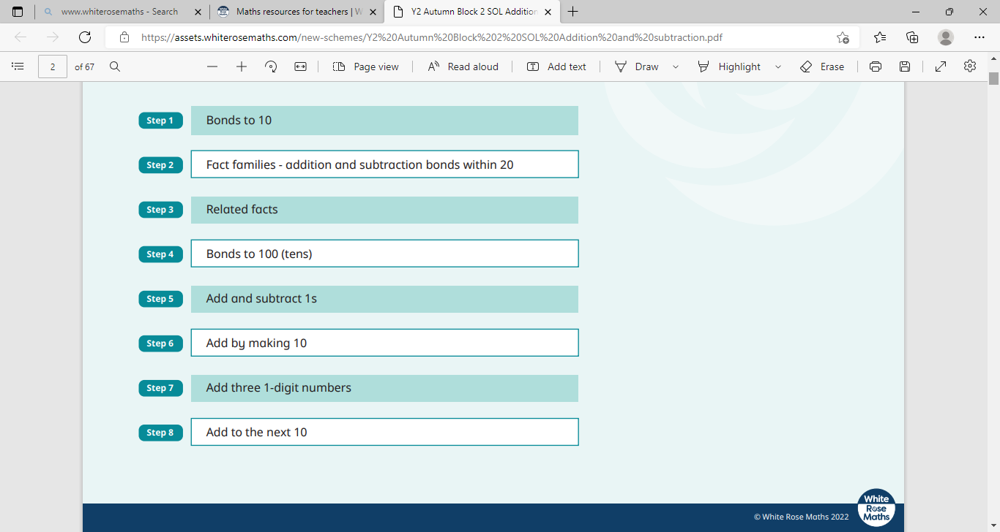 www.whiterosemaths - Search
Maths resources for teachers | W
Y2 Autumn Block 2 SOL Addition
https://assets.whiterosemaths.com/new-schemes/Y2%20Autumn%20Block%202%20SOL%20Addition%20and%20subtraction.pdf
2 of 67 Page view Read aloud Add text Draw Highlight Erase
Step 1 Bonds to 10
Step 2 Fact families - addition and subtraction bonds within 20
Step 3 Related facts
Step 4 Bonds to 100 (tens)
Step 5 Add and subtract 1s
Step 6 Add by making 10
Step 7 Add three 1-digit numbers
Step 8 Add to the next 10
© White Rose Maths 2022
White
Rose
Maths